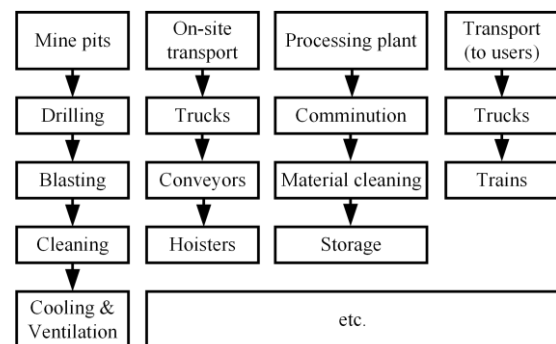 Mine pits
On-site
transport
Processing plant
Transport
(to users)
Drilling
Trucks
Comminution
Trucks
Blasting
Conveyors
Material cleaning
Trains
Cleaning
Hoisters
Storage
Cooling &
Ventilation
etc.